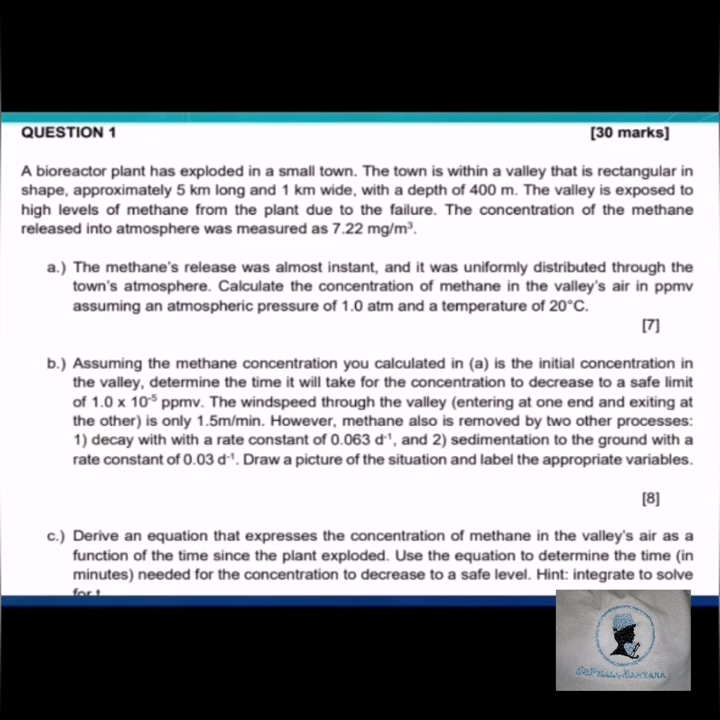 QUESTION 1 [30 marks]
A bioreactor plant has exploded in a small town. The town is within a valley that is rectangular in
shape, approximately 5 km long and 1 km wide, with a depth of 400 m. The valley is exposed to
high levels of methane from the plant due to the failure. The concentration of the methane
released into atmosphere was measured as 7.22 mg/m³.
a.) The methane's release was almost instant, and it was uniformly distributed through the
town's atmosphere. Calculate the concentration of methane in the valley's air in ppmv
assuming an atmospheric pressure of 1.0 atm and a temperature of 20°C.
[7]
b.) Assuming the methane concentration you calculated in (a) is the initial concentration in
the valley, determine the time it will take for the concentration to decrease to a safe limit
of 1.0 x 10⁻⁵ ppmv. The windspeed through the valley (entering at one end and exiting at
the other) is only 1.5m/min. However, methane also is removed by two other processes:
1) decay with with a rate constant of 0.063 d⁻¹, and 2) sedimentation to the ground with a
rate constant of 0.03 d⁻¹. Draw a picture of the situation and label the appropriate variables.
[8]
c.) Derive an equation that expresses the concentration of methane in the valley's air as a
function of the time since the plant exploded. Use the equation to determine the time (in
minutes) needed for the concentration to decrease to a safe level. Hint: integrate to solve
for t